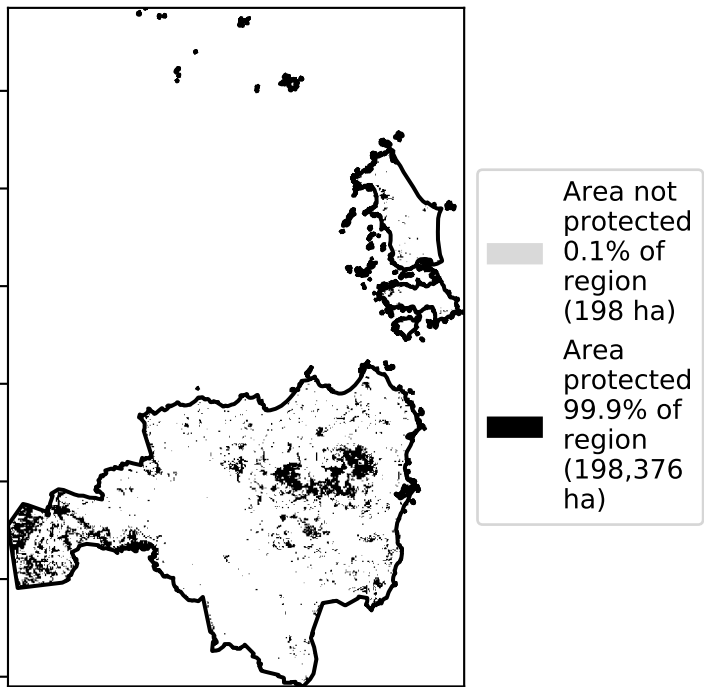 Area not
protected
0.1% of
region
(198 ha)
Area
protected
99.9% of
region
(198,376
ha)